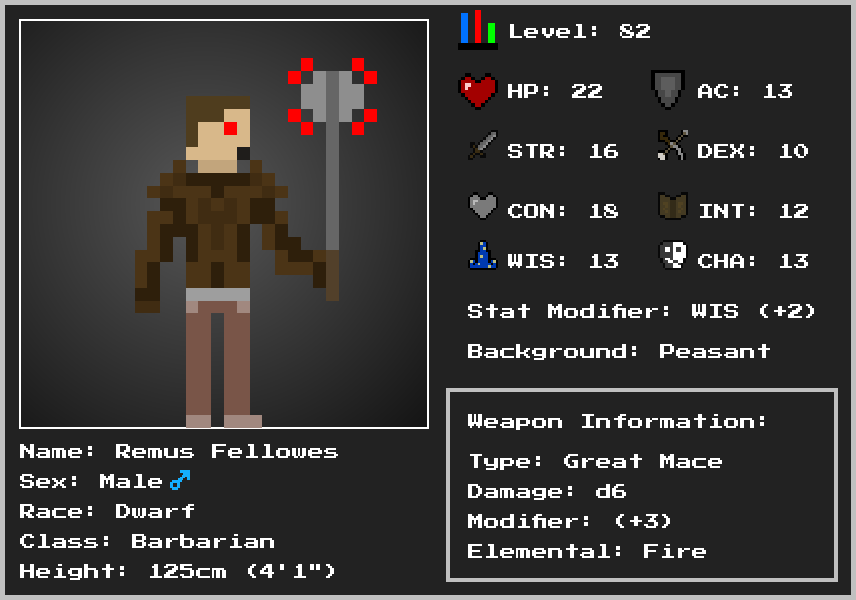 Level: 82
HP: 22 AC: 13
STR: 16 DEX: 10
CON: 18 INT: 12
WIS: 13 CHA: 13
Stat Modifier: WIS (+2)
Background: Peasant
Weapon Information:
Type: Great Mace
Damage: d6
Modifier: (+3)
Elemental: Fire
Name: Remus Fellowes
Sex: Male♂
Race: Dwarf
Class: Barbarian
Height: 125cm (4'1")